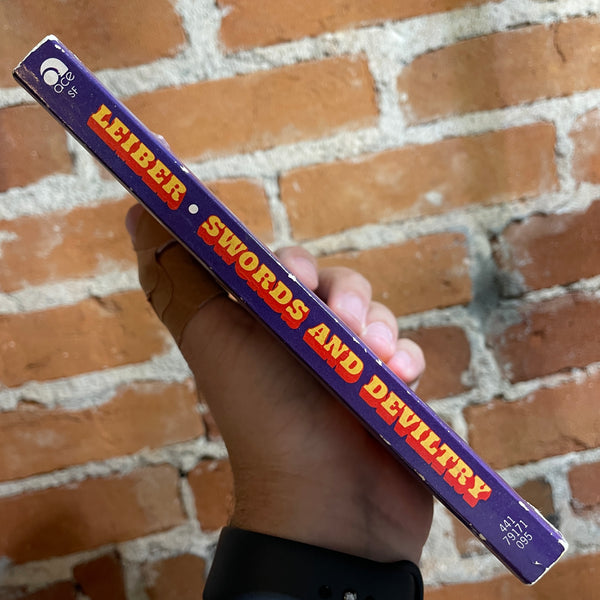 ace
SF
LEIBER • SWORDS AND DEVILTRY
441
79171
095